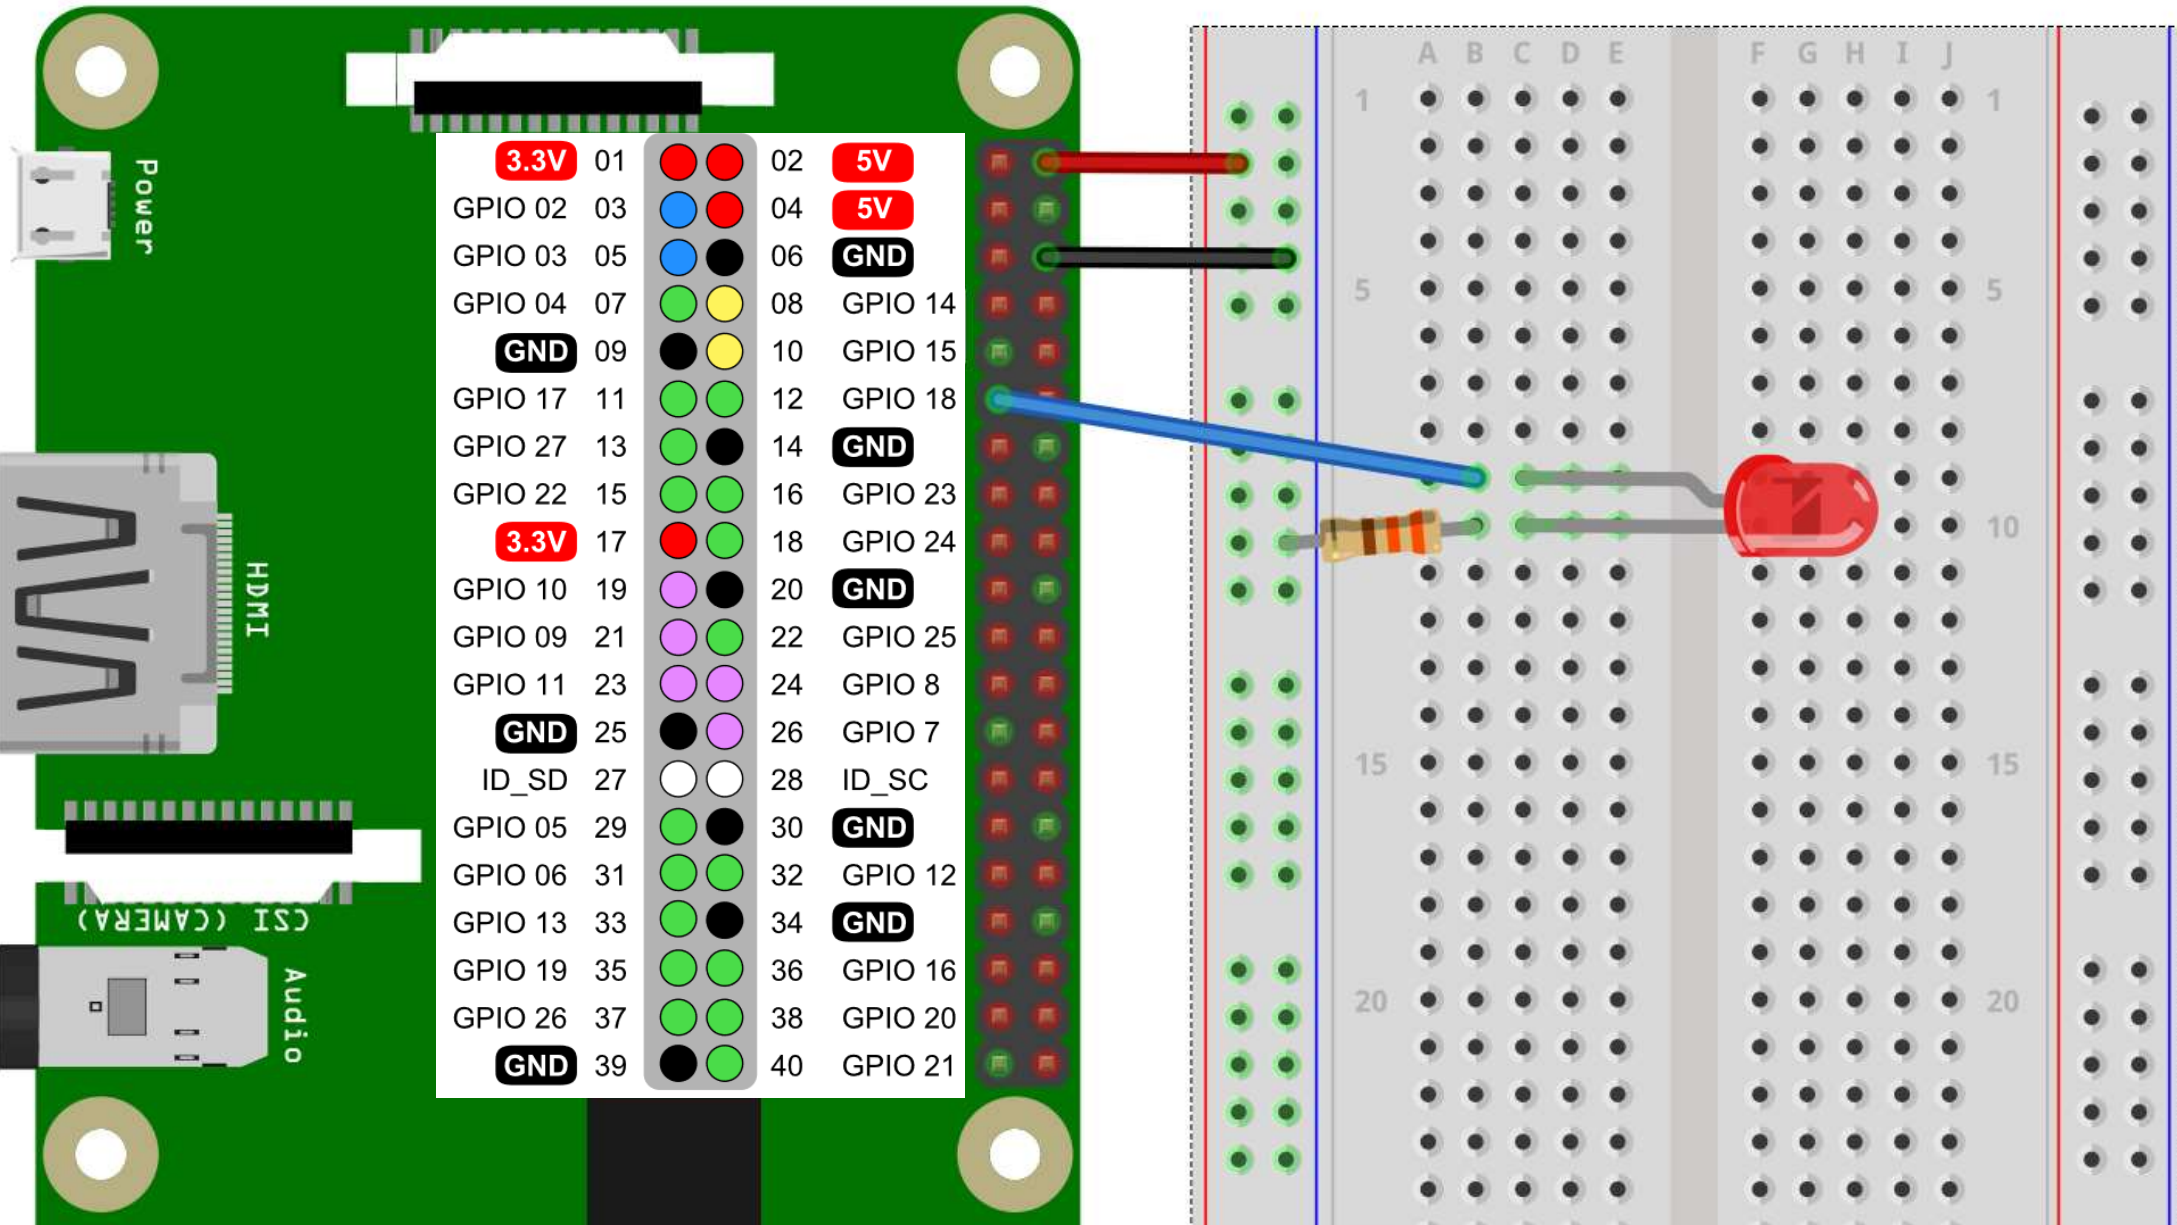 Power
HDMI
CSI (CAMERA)
Audio
3.3V 01 02 5V
GPIO 02 03 04 5V
GPIO 03 05 06 GND
GPIO 04 07 08 GPIO 14
GND 09 10 GPIO 15
GPIO 17 11 12 GPIO 18
GPIO 27 13 14 GND
GPIO 22 15 16 GPIO 23
3.3V 17 18 GPIO 24
GPIO 10 19 20 GND
GPIO 09 21 22 GPIO 25
GPIO 11 23 24 GPIO 8
GND 25 26 GPIO 7
ID_SD 27 28 ID_SC
GPIO 05 29 30 GND
GPIO 06 31 32 GPIO 12
GPIO 13 33 34 GND
GPIO 19 35 36 GPIO 16
GPIO 26 37 38 GPIO 20
GND 39 40 GPIO 21
A B C D E F G H I J
1 1
5 5
10
15 15
20 20